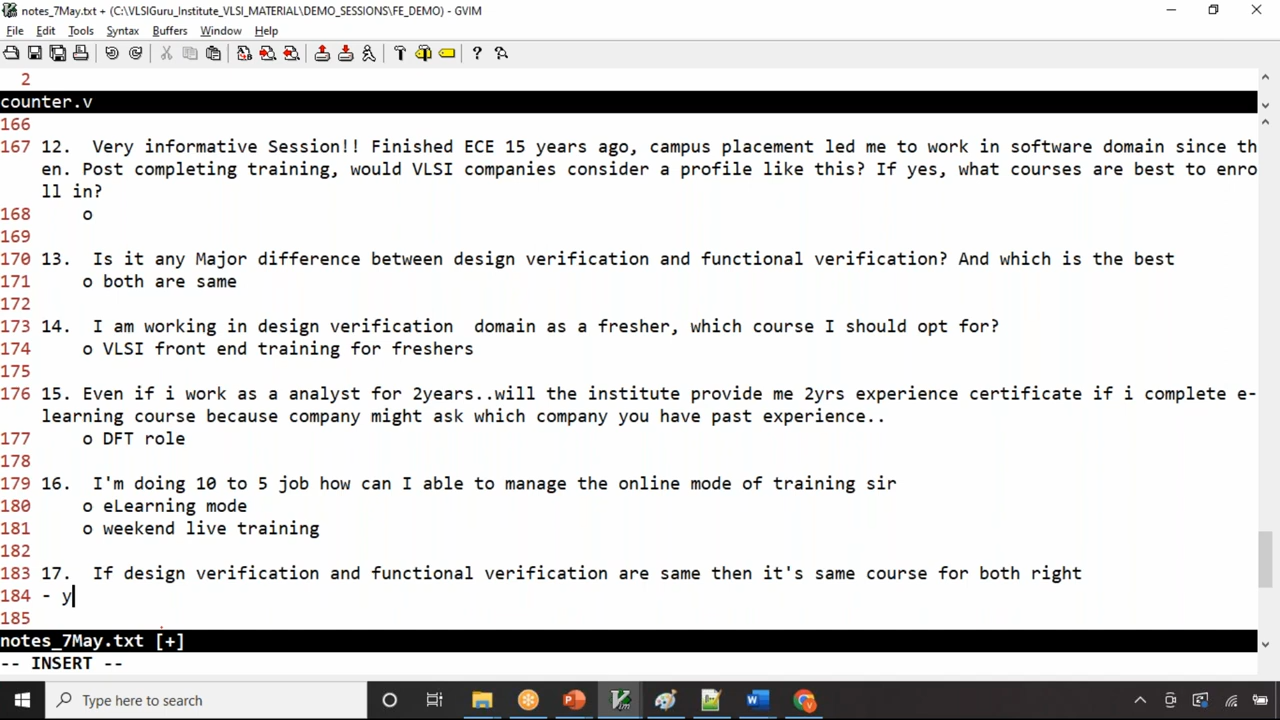 notes_7May.txt + (C:\VLSIGuru_Institute_VLSI_MATERIAL\DEMO_SESSIONS\FE_DEMO) - GVIM
File Edit Tools Syntax Buffers Window Help
2
counter.v
166
167 12.  Very informative Session!! Finished ECE 15 years ago, campus placement led me to work in software domain since th
en. Post completing training, would VLSI companies consider a profile like this? If yes, what courses are best to enro
ll in?
168     o
169
170 13.  Is it any Major difference between design verification and functional verification? And which is the best
171     o both are same
172
173 14.  I am working in design verification  domain as a fresher, which course I should opt for?
174     o VLSI front end training for freshers
175
176 15. Even if i work as a analyst for 2years..will the institute provide me 2yrs experience certificate if i complete e-
learning course because company might ask which company you have past experience..
177     o DFT role
178
179 16.  I'm doing 10 to 5 job how can I able to manage the online mode of training sir
180     o eLearning mode
181     o weekend live training
182
183 17.  If design verification and functional verification are same then it's same course for both right
184 - y
185
notes_7May.txt [+]
-- INSERT --
Type here to search